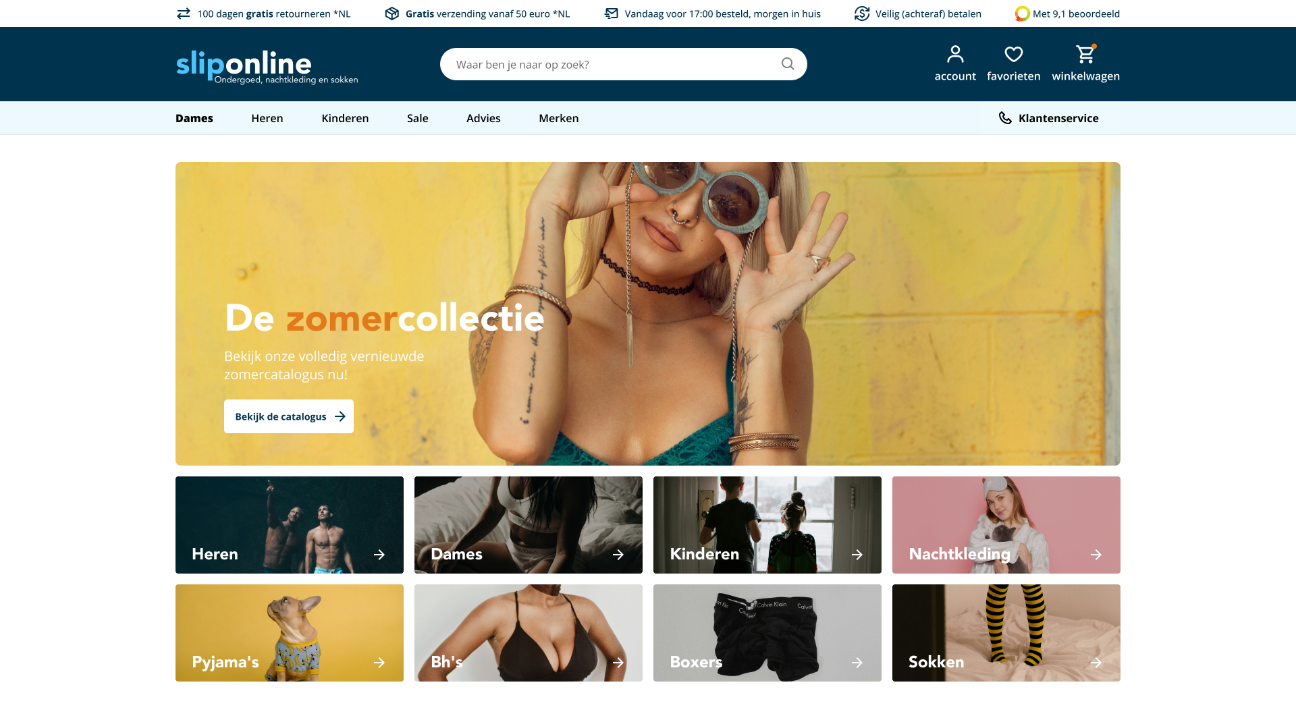 100 dagen gratis retourneren *NL
Gratis verzending vanaf 50 euro *NL
Vandaag voor 17:00 besteld, morgen in huis
Veilig (achteraf) betalen
Met 9,1 beoordeeld
sliponline
Ondergoed, nachtkleding en sokken
Waar ben je naar op zoek?
account
favorieten
winkelwagen
Dames
Heren
Kinderen
Sale
Advies
Merken
Klantenservice
De zomercollectie
Bekijk onze volledig vernieuwde
zomercatalogus nu!
Bekijk de catalogus
Heren
Dames
Kinderen
Nachtkleding
Pyjama's
Bh's
Boxers
Calvin Klein
Sokken